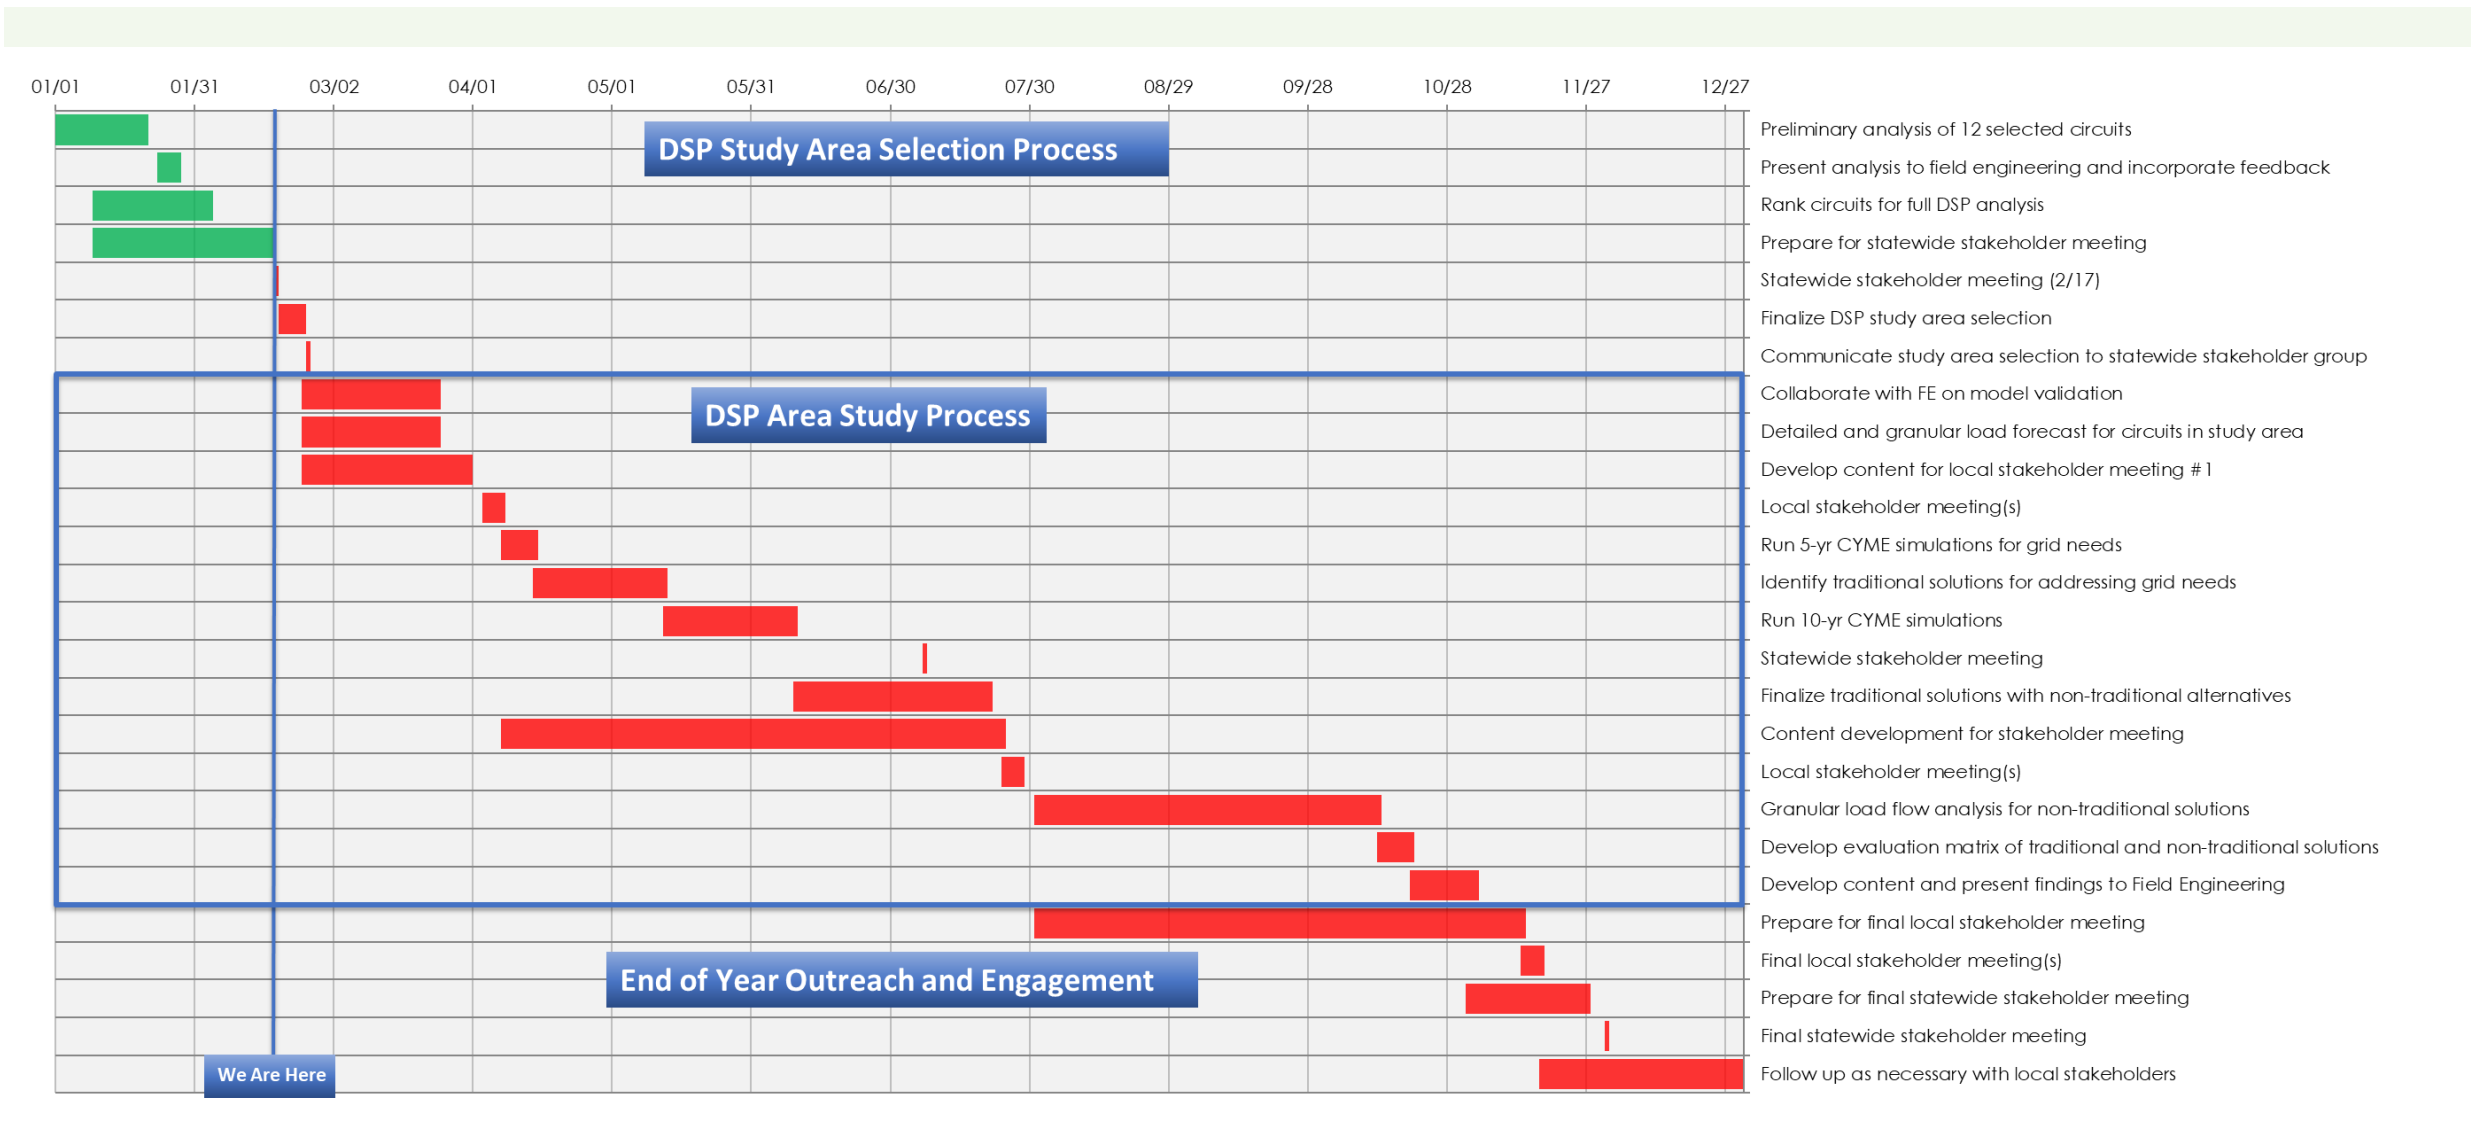 01/01 01/31 03/02 04/01 05/01 05/31 06/30 07/30 08/29 09/28 10/28 11/27 12/27
DSP Study Area Selection Process
Preliminary analysis of 12 selected circuits
Present analysis to field engineering and incorporate feedback
Rank circuits for full DSP analysis
Prepare for statewide stakeholder meeting
Statewide stakeholder meeting (2/17)
Finalize DSP study area selection
Communicate study area selection to statewide stakeholder group
DSP Area Study Process
Collaborate with FE on model validation
Detailed and granular load forecast for circuits in study area
Develop content for local stakeholder meeting #1
Local stakeholder meeting(s)
Run 5-yr CYME simulations for grid needs
Identify traditional solutions for addressing grid needs
Run 10-yr CYME simulations
Statewide stakeholder meeting
Finalize traditional solutions with non-traditional alternatives
Content development for stakeholder meeting
Local stakeholder meeting(s)
Granular load flow analysis for non-traditional solutions
Develop evaluation matrix of traditional and non-traditional solutions
Develop content and present findings to Field Engineering
Prepare for final local stakeholder meeting
Final local stakeholder meeting(s)
End of Year Outreach and Engagement
Prepare for final statewide stakeholder meeting
Final statewide stakeholder meeting
We Are Here
Follow up as necessary with local stakeholders